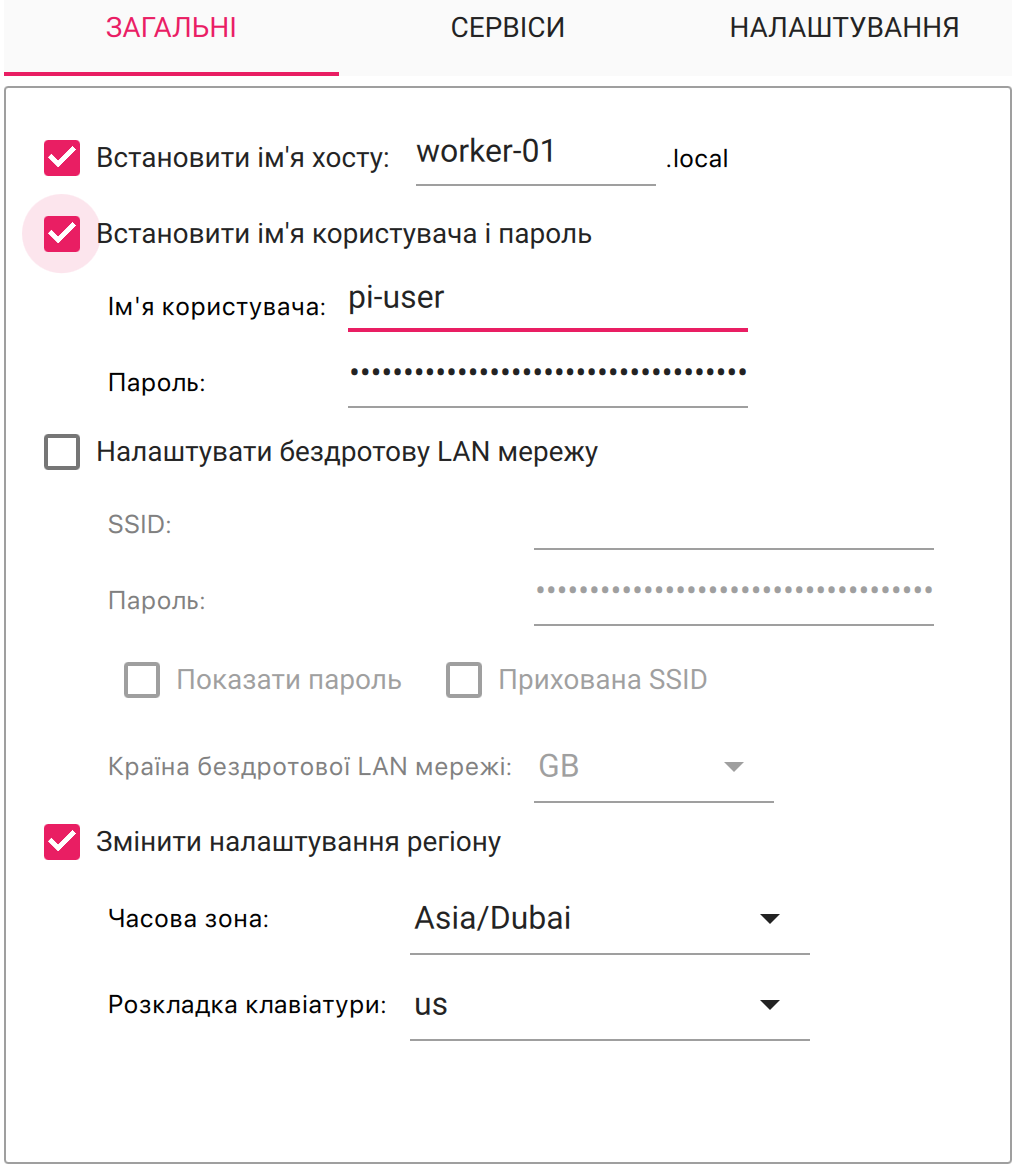 ЗАГАЛЬНІ СЕРВІСИ НАЛАШТУВАННЯ
Встановити ім'я хосту: worker-01 .local
Встановити ім'я користувача і пароль
Ім'я користувача: pi-user
Пароль: •••••••••••••••••••••••••••••••••••••
Налаштувати бездротову LAN мережу
SSID:
Пароль: •••••••••••••••••••••••••••••••••••••
Показати пароль Прихована SSID
Країна бездротової LAN мережі: GB
Змінити налаштування регіону
Часова зона: Asia/Dubai
Розкладка клавіатури: us